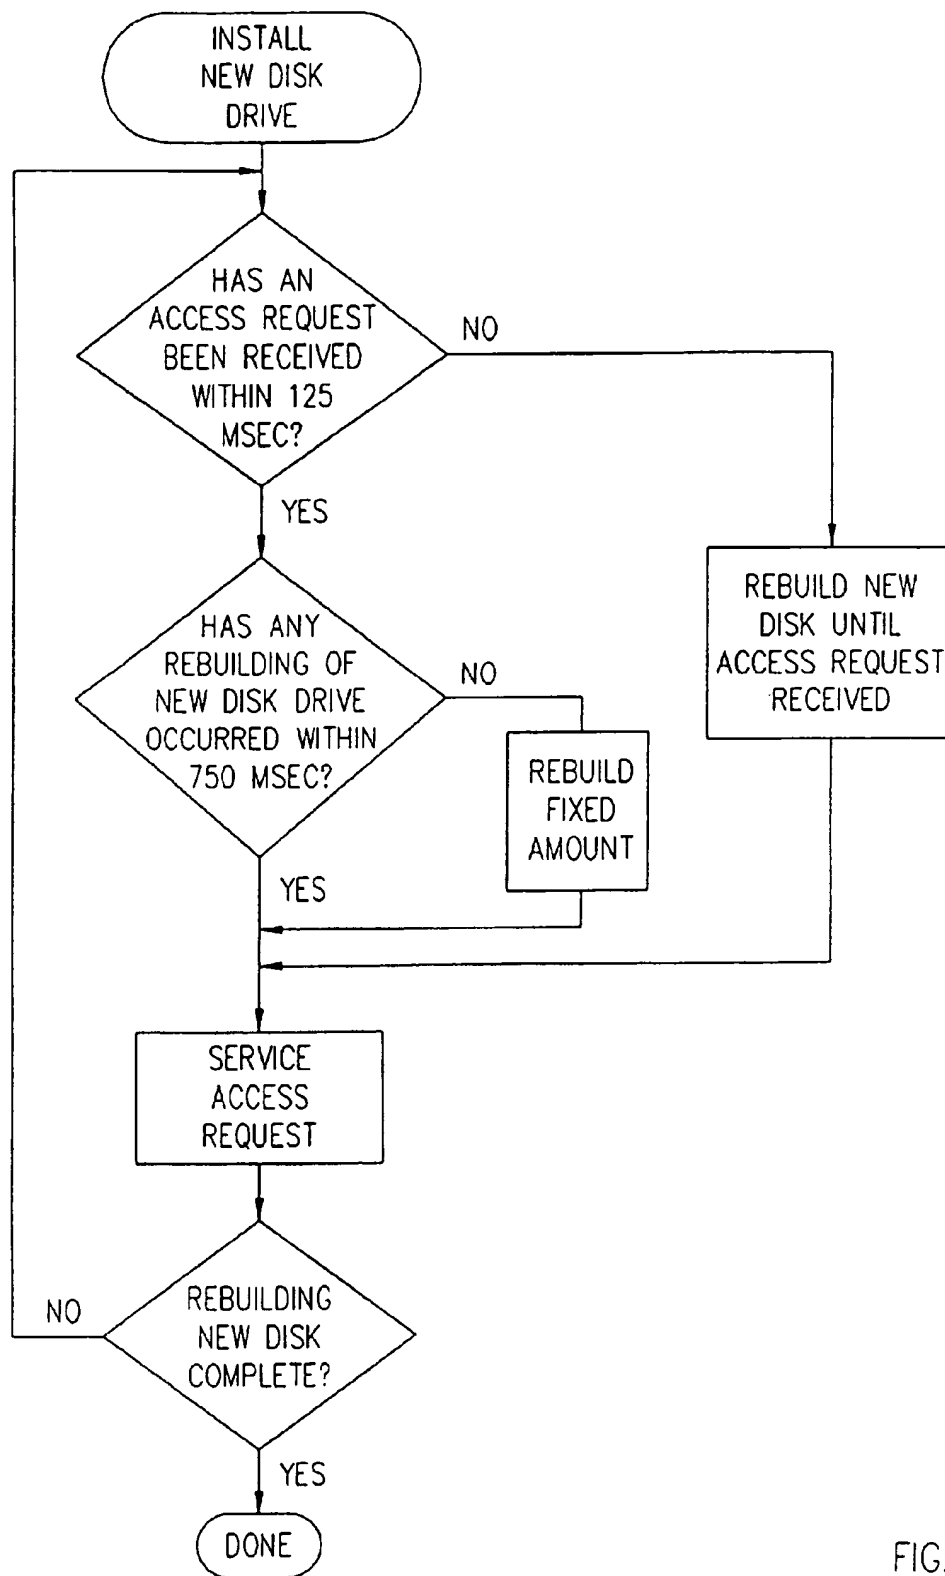 INSTALL
NEW DISK
DRIVE
HAS AN
ACCESS REQUEST
BEEN RECEIVED
WITHIN 125
MSEC?
NO
YES
REBUILD NEW
DISK UNTIL
ACCESS REQUEST
RECEIVED
HAS ANY
REBUILDING OF
NEW DISK DRIVE
OCCURRED WITHIN
750 MSEC?
NO
REBUILD
FIXED
AMOUNT
YES
SERVICE
ACCESS
REQUEST
REBUILDING
NEW DISK
COMPLETE?
NO
YES
DONE
FIG.